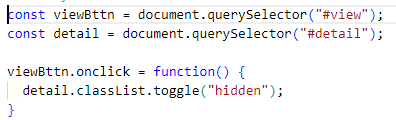 const viewBttn = document.querySelector("#view");
const detail = document.querySelector("#detail");

viewBttn.onclick = function() {
  detail.classList.toggle("hidden");
}